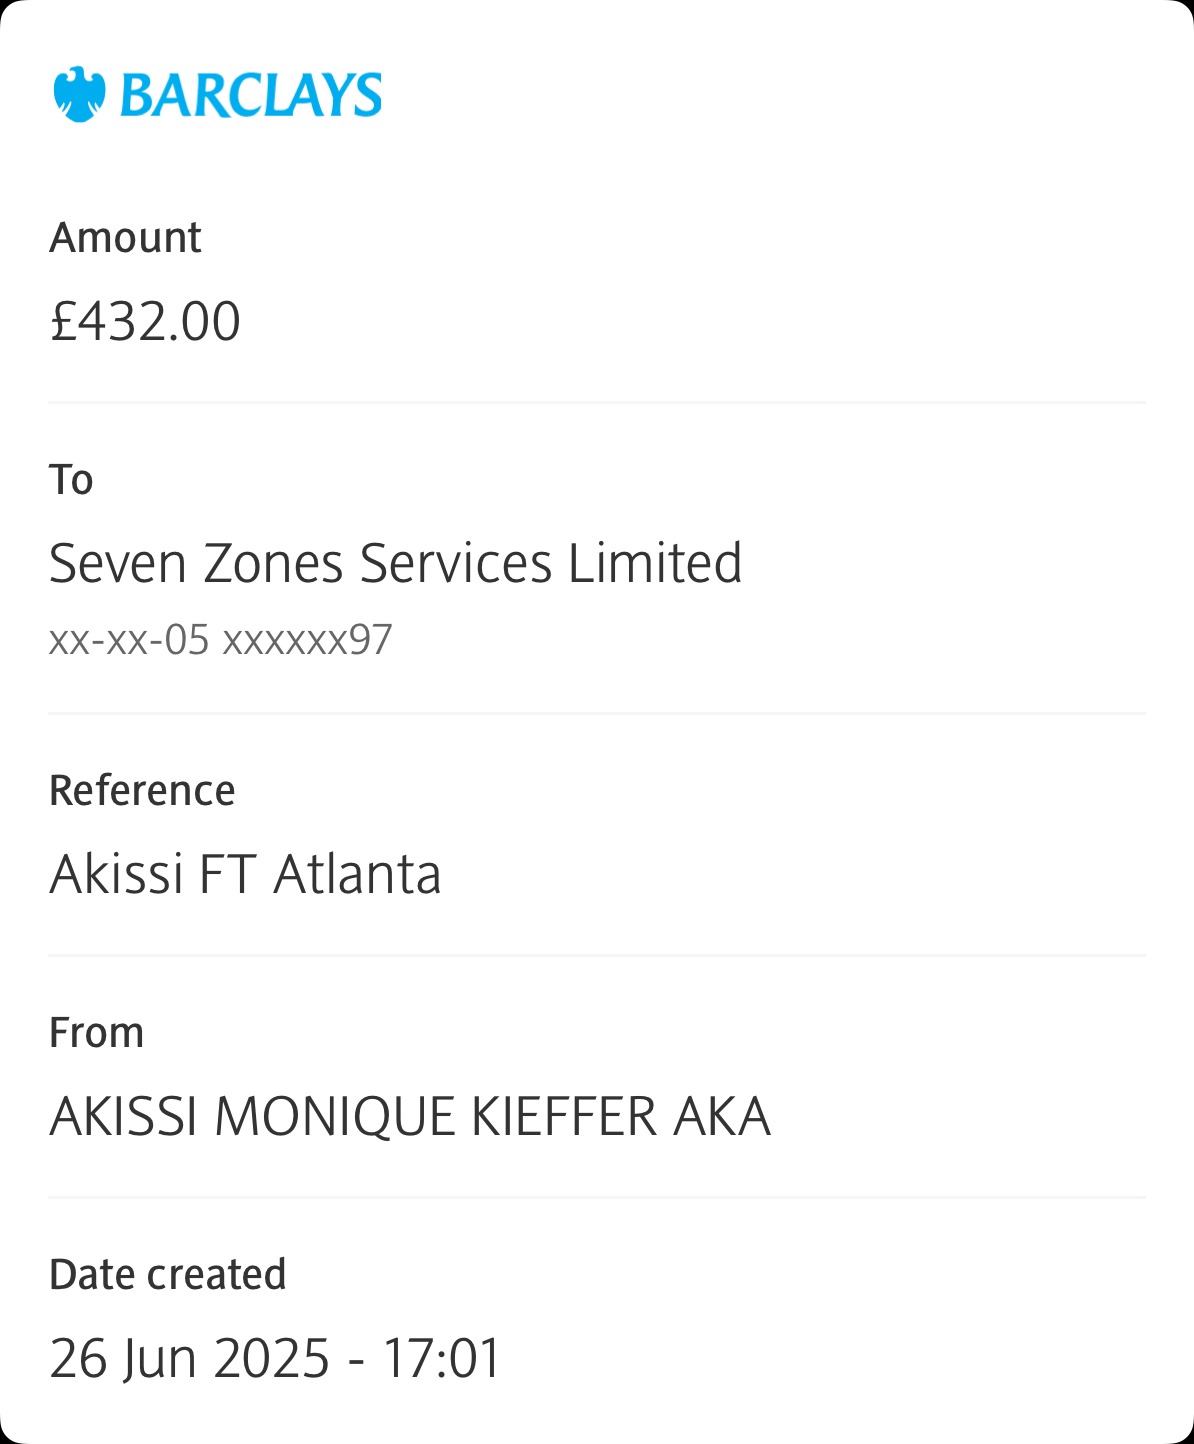 BARCLAYS
Amount
£432.00
To
Seven Zones Services Limited
xx-xx-05 xxxxxx97
Reference
Akissi FT Atlanta
From
AKISSI MONIQUE KIEFFER AKA
Date created
26 Jun 2025 - 17:01